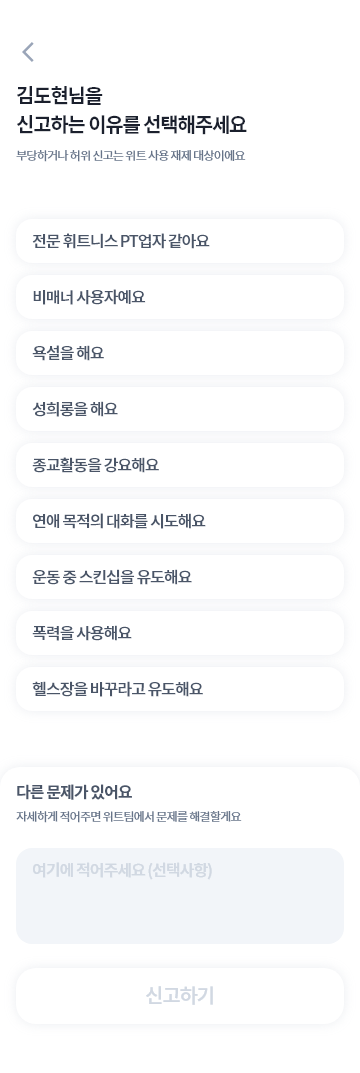 김도현님을
신고하는 이유를 선택해주세요
부당하거나 허위 신고는 위트 사용 재제 대상이에요
전문 휘트니스 PT업자 같아요
비매너 사용자예요
욕설을 해요
성희롱을 해요
종교활동을 강요해요
연애 목적의 대화를 시도해요
운동 중 스킨십을 유도해요
폭력을 사용해요
헬스장을 바꾸라고 유도해요
다른 문제가 있어요
자세하게 적어주면 위트팀에서 문제를 해결할게요
여기에 적어주세요 (선택사항)
신고하기